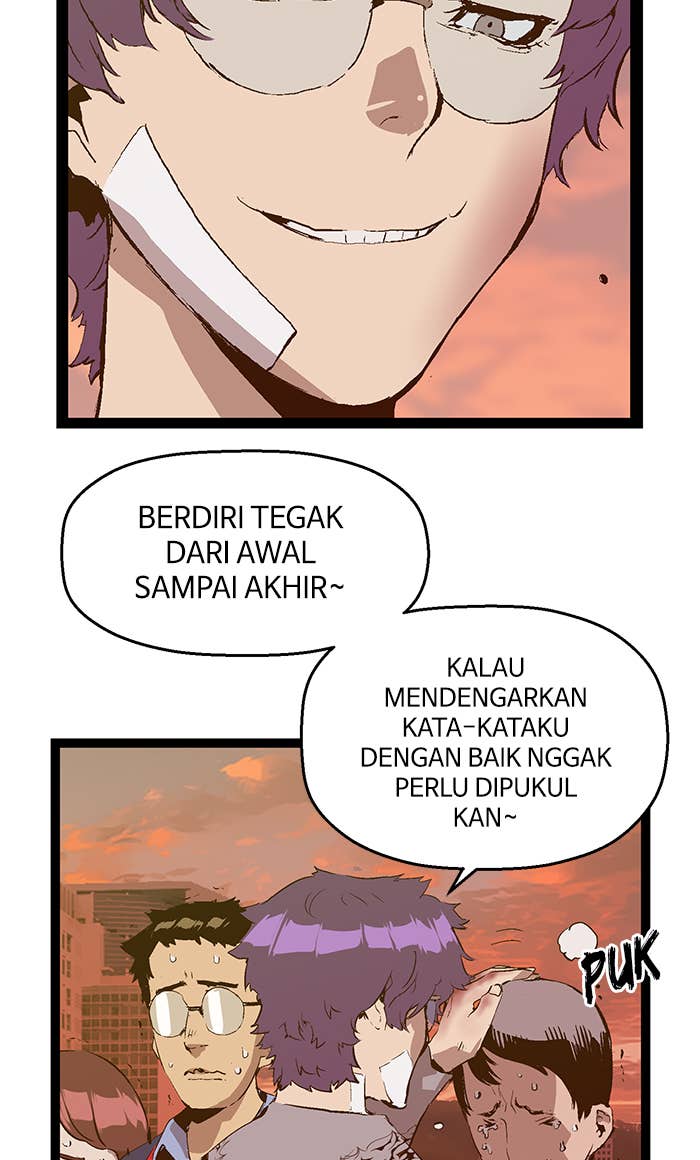 BERDIRI TEGAK
DARI AWAL
SAMPAI AKHIR~
KALAU
MENDENGARKAN
KATA-KATAKU
DENGAN BAIK NGGAK
PERLU DIPUKUL
KAN~
PUK